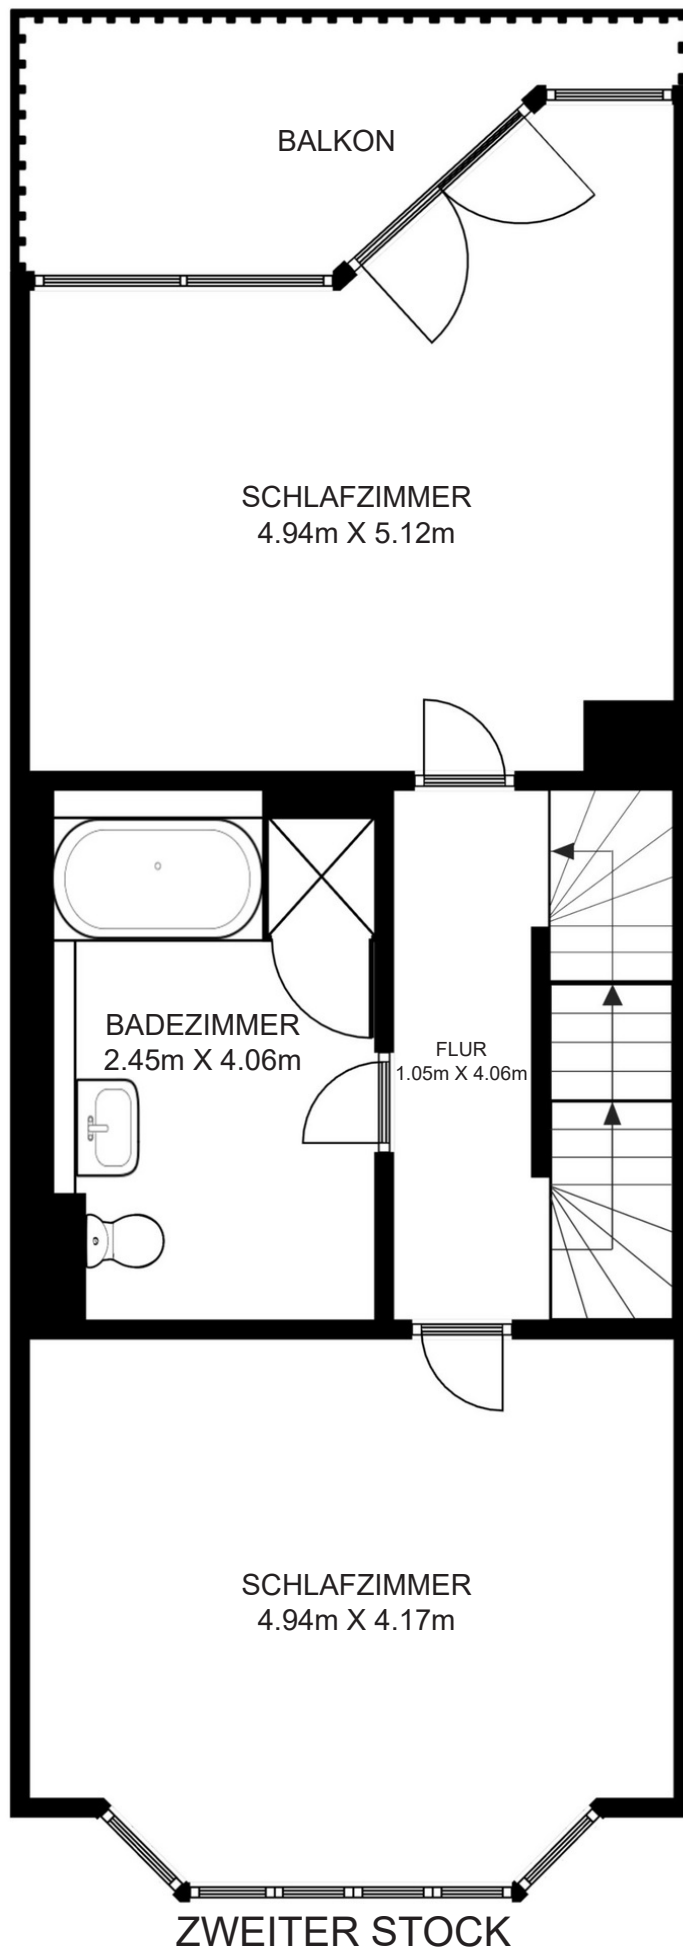 BALKON
SCHLAFZIMMER
4.94m X 5.12m
BADEZIMMER
2.45m X 4.06m
FLUR
1.05m X 4.06m
SCHLAFZIMMER
4.94m X 4.17m
ZWEITER STOCK